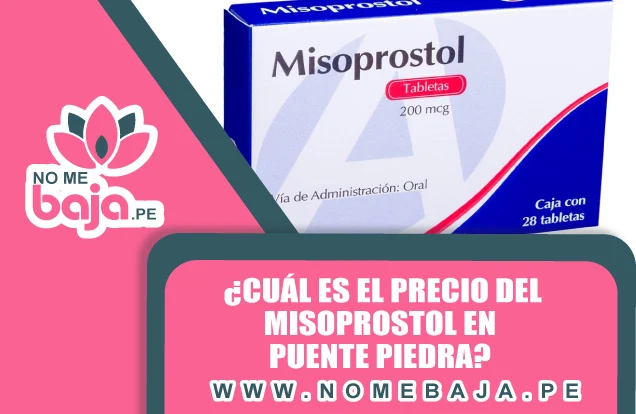 Misoprostol
Misoprostol
Tabletas
200 mcg
Vía de Administración: Oral
Caja con
28 tabletas
NO ME
baja.PE
¿CUÁL ES EL PRECIO DEL
MISOPROSTOL EN
PUENTE PIEDRA?
WWW.NOMEBAJA.PE